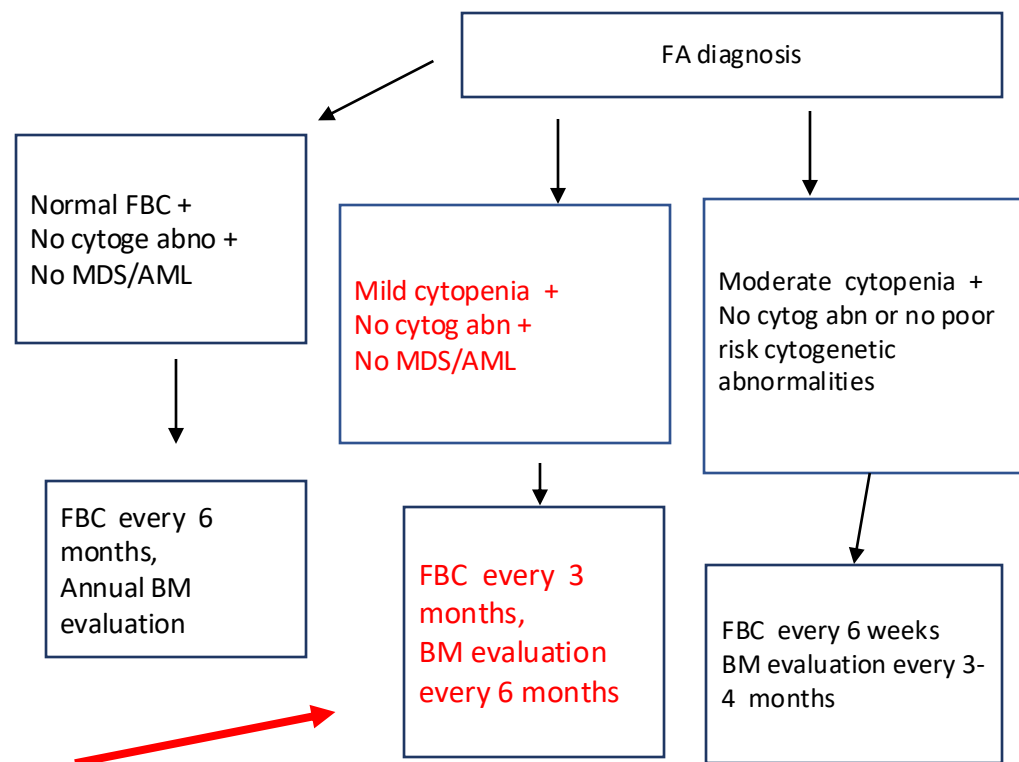 FA diagnosis
Normal FBC +
No cytoge abno +
No MDS/AML
Mild cytopenia +
No cytog abn +
No MDS/AML
Moderate cytopenia +
No cytog abn or no poor
risk cytogenetic
abnormalities
FBC every 6
months,
Annual BM
evaluation
FBC every 3
months,
BM evaluation
every 6 months
FBC every 6 weeks
BM evaluation every 3-
4 months